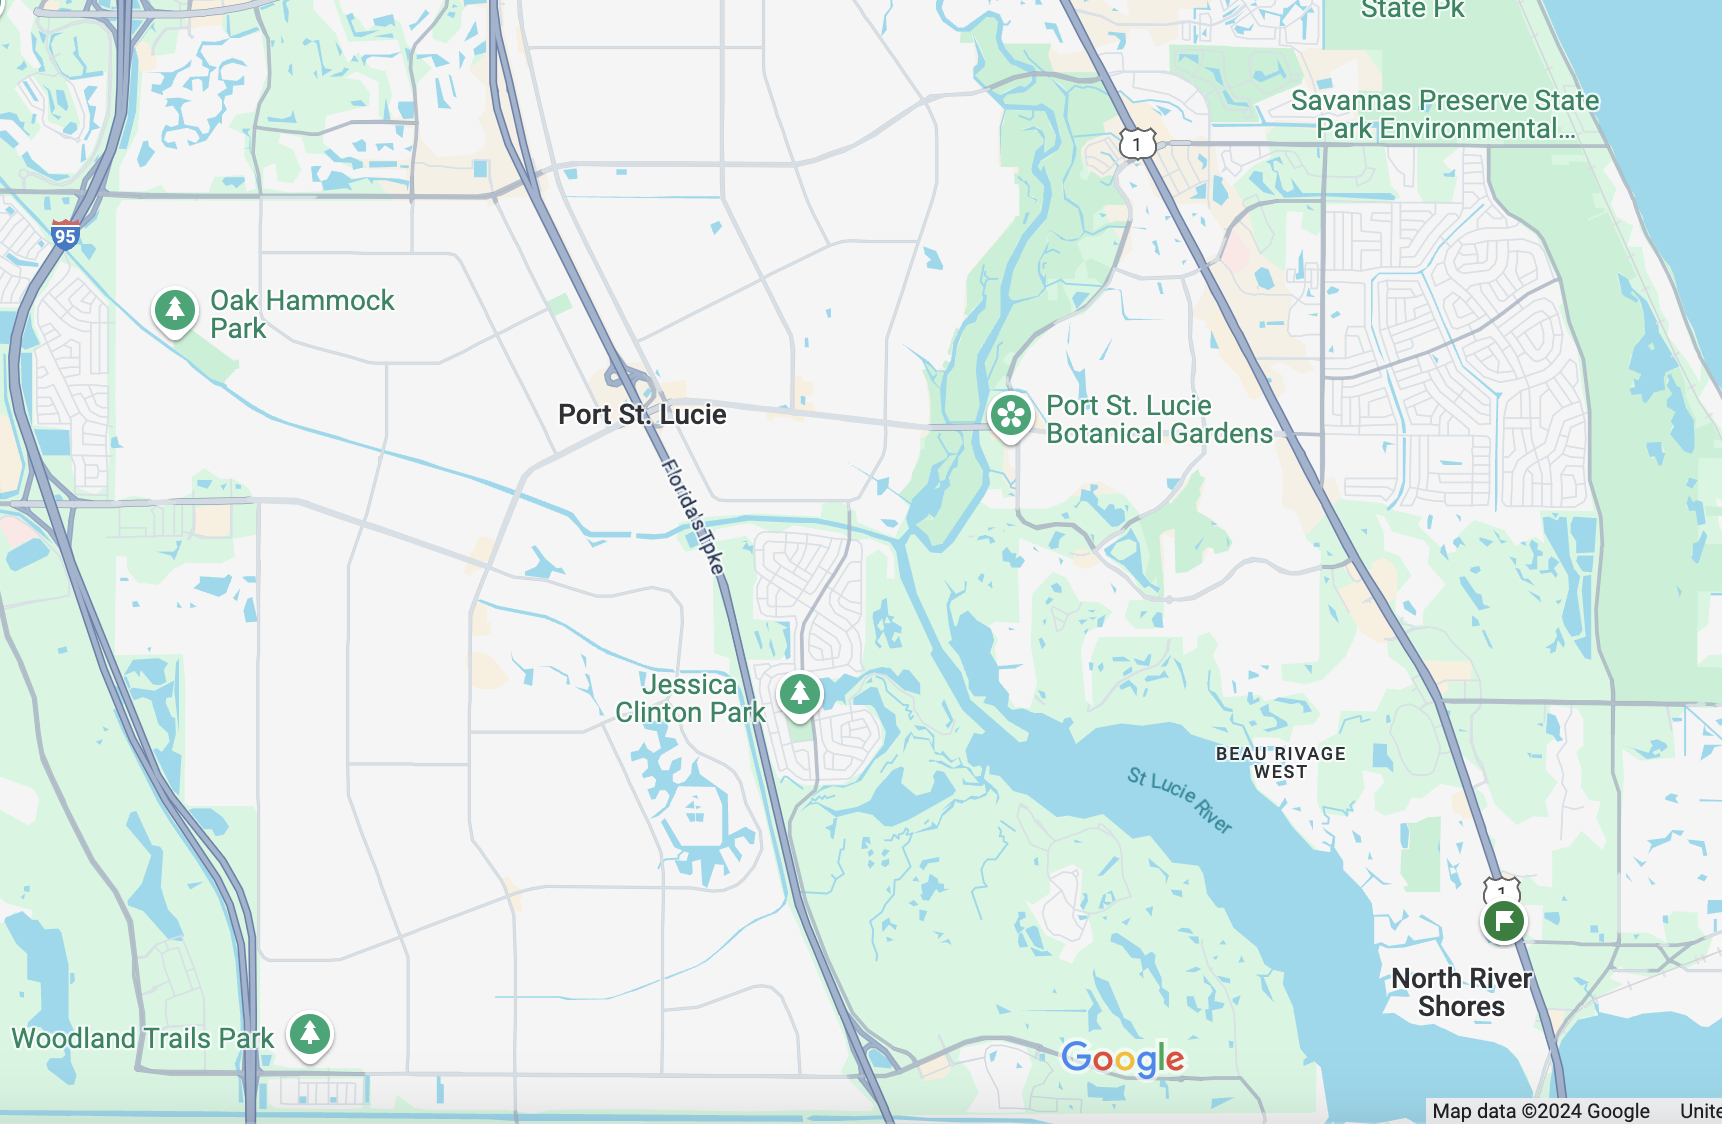 State Pk
Savannas Preserve State
Park Environmental...
1
95
Oak Hammock
Park
Port St. Lucie
Port St. Lucie
Botanical Gardens
Florida's Tpke
Jessica
Clinton Park
BEAU RIVAGE
WEST
St Lucie River
1
North River
Shores
Woodland Trails Park
Google
Map data ©2024 Google
Unite